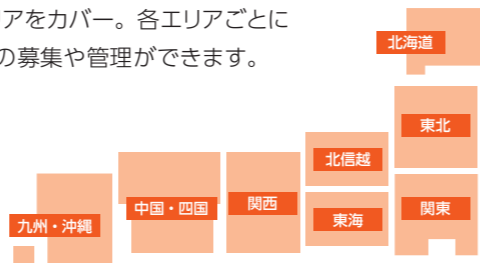 リアをカバー。各エリアごとに
の募集や管理ができます。
北海道
東北
北信越
関東
東海
関西
中国・四国
九州・沖縄